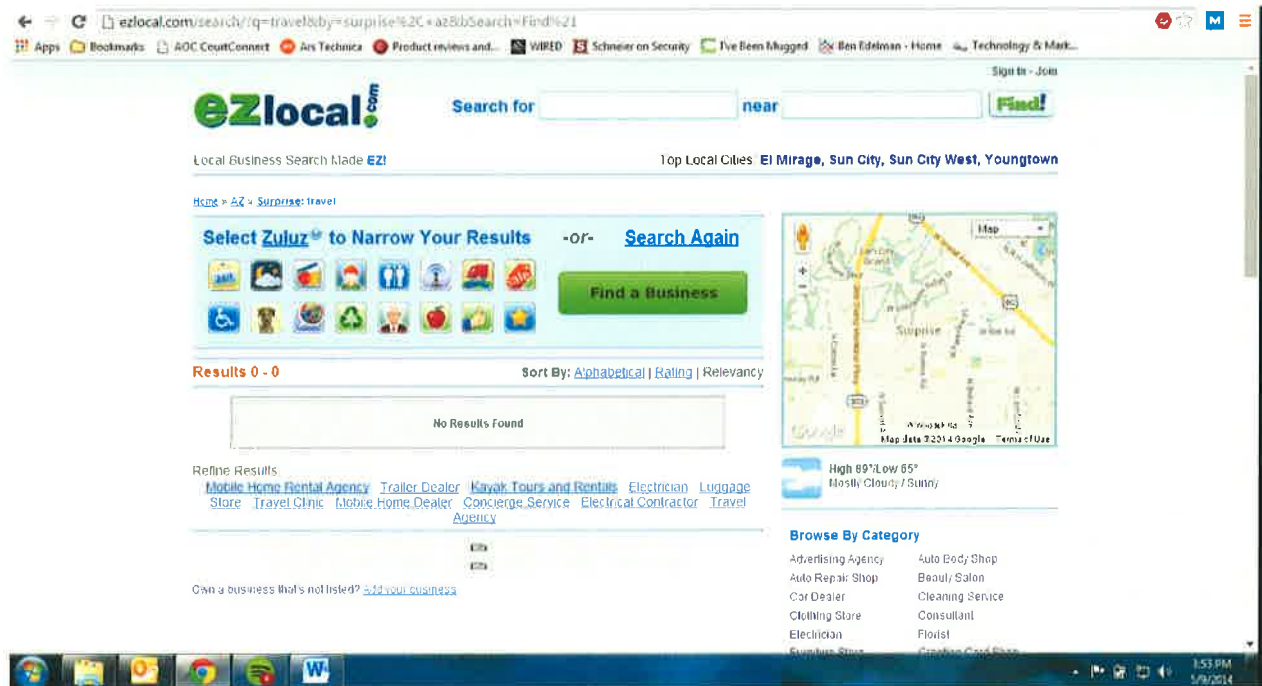 ezlocal.com/search/?q=travel&by=surprise%2C+az&bSearch=Find%21
Apps Bookmarks AOC CourtConnect Ars Technica Product reviews and... WIRED Schneier on Security I've Been Mugged Ben Edelman - Home Technology & Mark...
Sign In - Join
ezlocal.com
Search for near Find!
Local Business Search Made EZ!
Top Local Cities El Mirage, Sun City, Sun City West, Youngtown
Home » AZ » Surprise: travel
Select Zuluz to Narrow Your Results -or- Search Again
Find a Business
Map
Surprise
Google
Map data ©2014 Google Terms of Use
Results 0 - 0
Sort By: Alphabetical | Rating | Relevancy
No Results Found
Refine Results
Mobile Home Rental Agency Trailer Dealer Kayak Tours and Rentals Electrician Luggage
Store Travel Clinic Mobile Home Dealer Concierge Service Electrical Contractor Travel
Agency
Own a business that's not listed? Add your business
High 89°/Low 65°
Mostly Cloudy / Sunny
Browse By Category
Advertising Agency Auto Body Shop
Auto Repair Shop Beauty Salon
Car Dealer Cleaning Service
Clothing Store Consultant
Electrician Florist
Furniture Store Greeting Card Shop
3:53 PM
5/9/2014